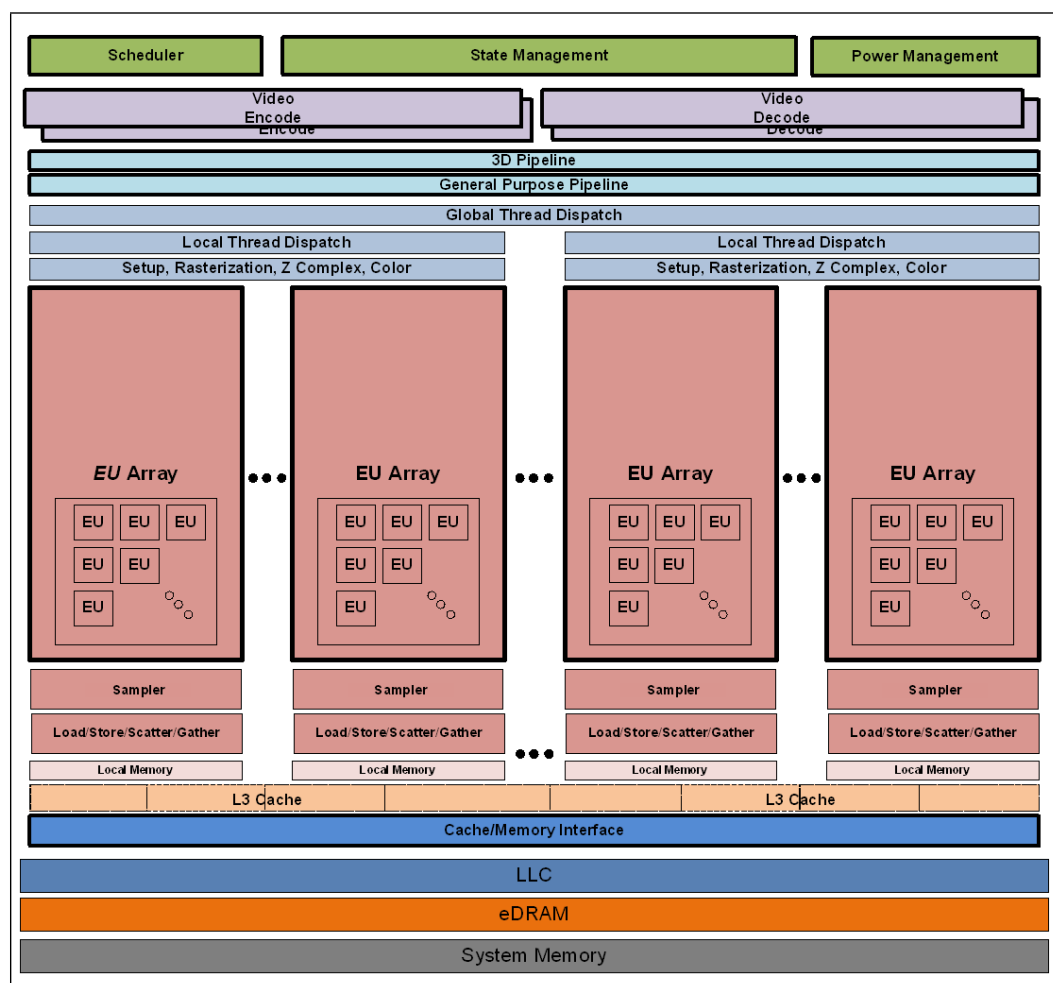 Scheduler
State Management
Power Management
Video
Encode
Encode
Video
Decode
Decode
3D Pipeline
General Purpose Pipeline
Global Thread Dispatch
Local Thread Dispatch
Local Thread Dispatch
Setup, Rasterization, Z Complex, Color
Setup, Rasterization, Z Complex, Color
EU Array
EU Array
EU Array
EU Array
EU EU EU
EU EU EU
EU EU EU
EU EU EU
EU EU
EU EU
EU EU
EU EU
EU
EU
EU
EU
Sampler
Sampler
Sampler
Sampler
Load/Store/Scatter/Gather
Load/Store/Scatter/Gather
Load/Store/Scatter/Gather
Load/Store/Scatter/Gather
Local Memory
Local Memory
Local Memory
Local Memory
L3 Cache
L3 Cache
Cache/Memory Interface
LLC
eDRAM
System Memory